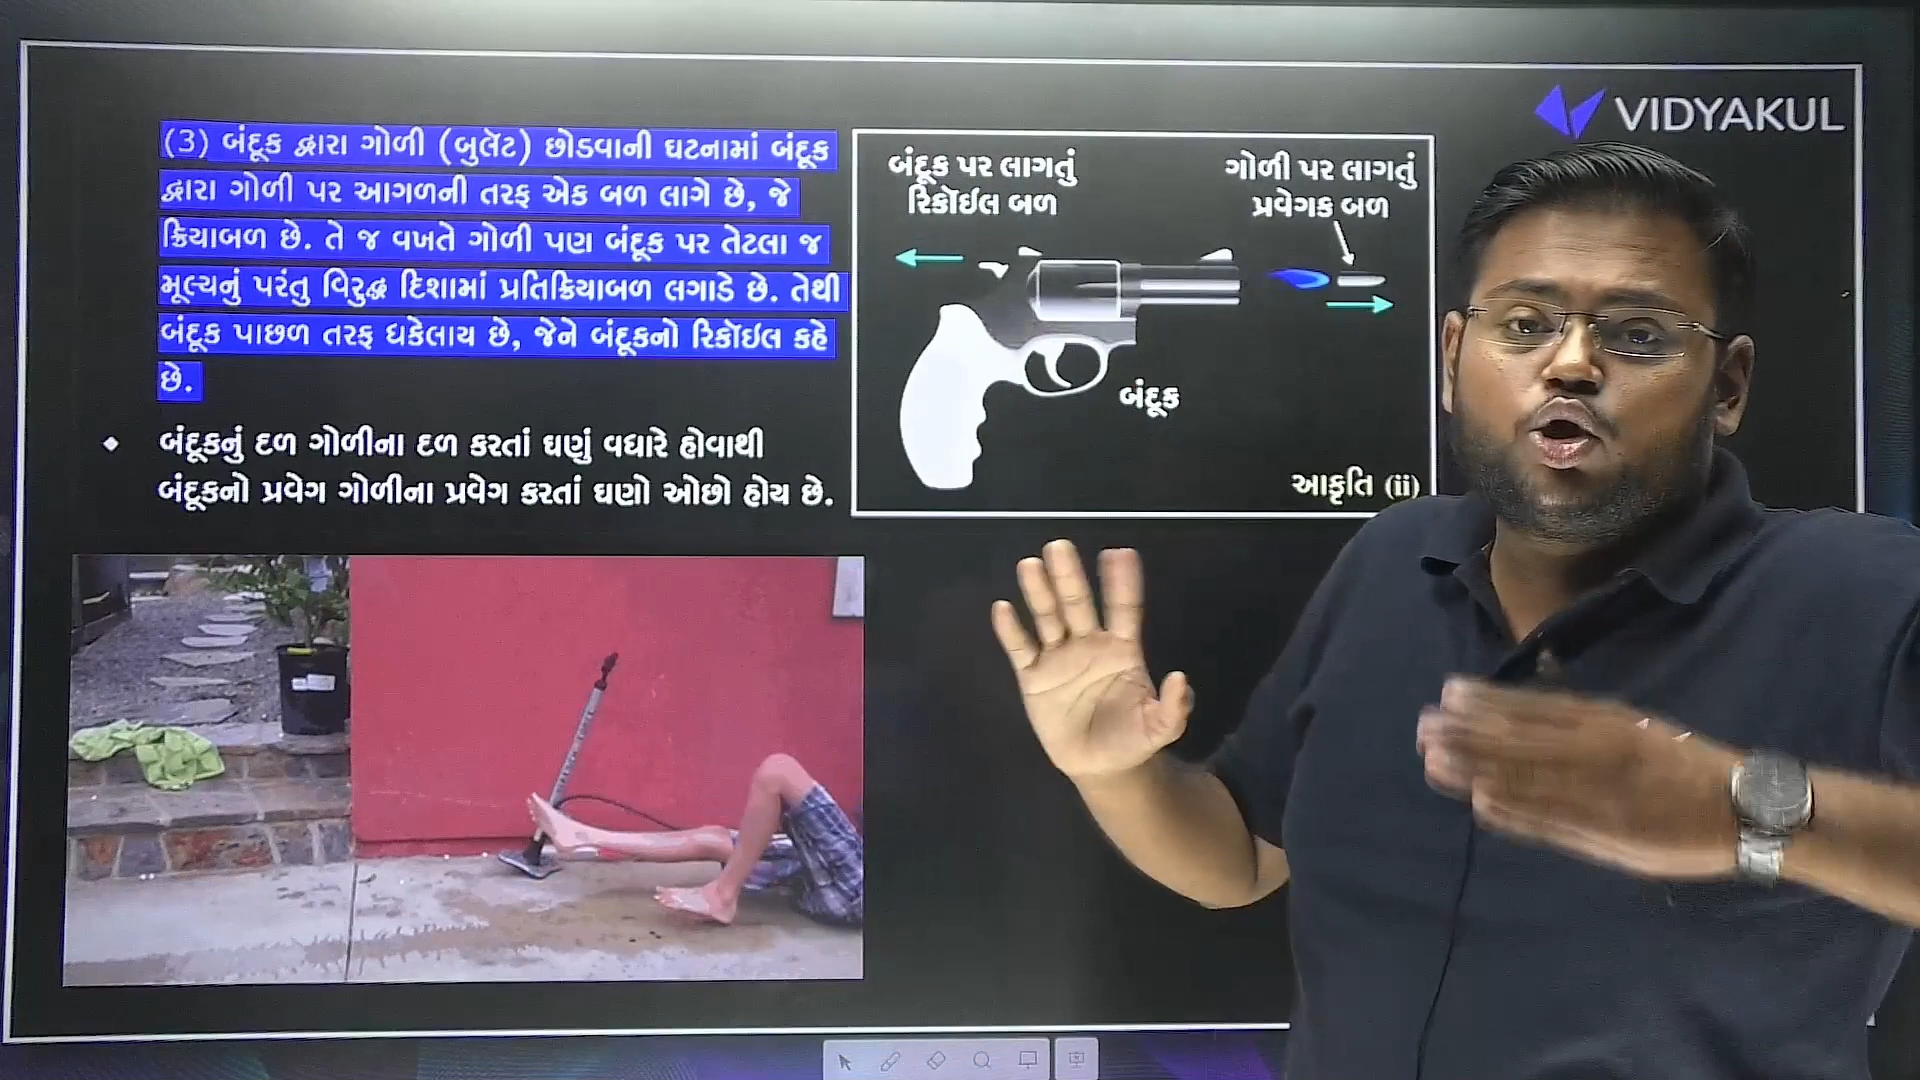 VIDYAKUL
(3) બંદૂક દ્વારા ગોળી (બુલૅટ) છોડવાની ઘટનામાં બંદૂક
દ્વારા ગોળી પર આગળની તરફ એક બળ લાગે છે, જે
ક્રિયાબળ છે. તે જ વખતે ગોળી પણ બંદૂક પર તેટલા જ
મૂલ્યનું પરંતુ વિરુદ્ધ દિશામાં પ્રતિક્રિયાબળ લગાડે છે. તેથી
બંદૂક પાછળ તરફ ધકેલાય છે, જેને બંદૂકનો રિકૉઇલ કહે
છે.
બંદૂકનું દળ ગોળીના દળ કરતાં ઘણું વધારે હોવાથી
બંદૂકનો પ્રવેગ ગોળીના પ્રવેગ કરતાં ઘણો ઓછો હોય છે.
બંદૂક પર લાગતું
રિકૉઇલ બળ
ગોળી પર લાગતું
પ્રવેગક બળ
બંદૂક
આકૃતિ (ii)